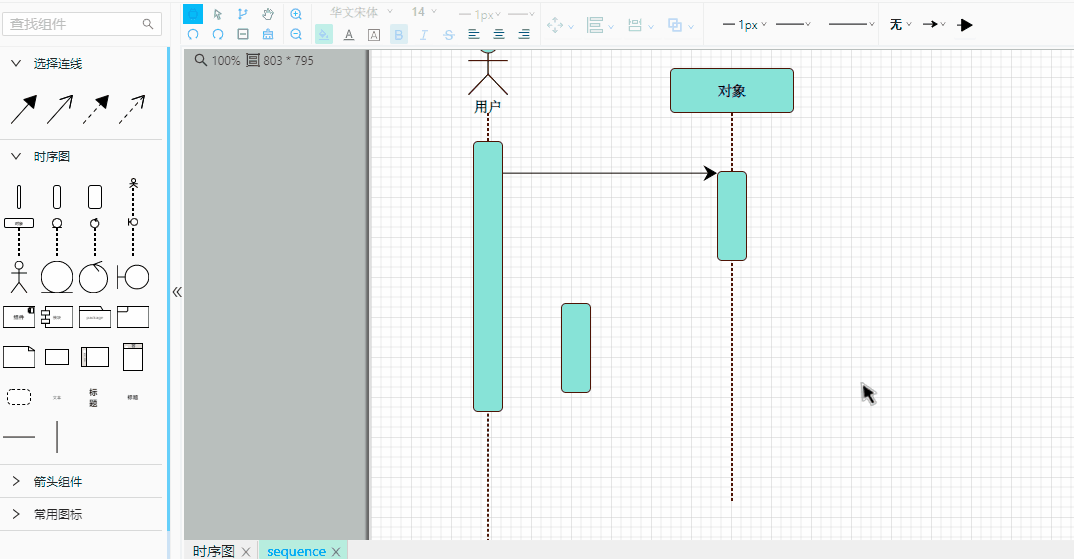 查找组件
华文宋体
14
1px
1px
无
选择连线
100%
803 * 795
用户
对象
时序图
package
标题
箭头组件
常用图标
时序图
sequence